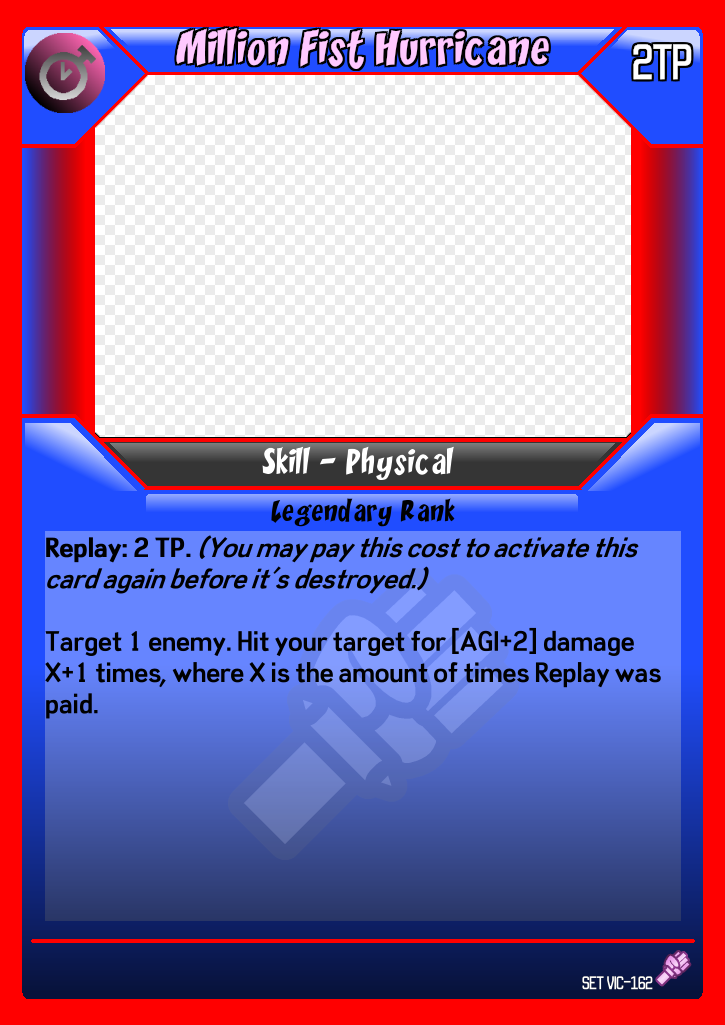 Million Fist Hurricane
2TP
Skill - Physical
Legendary Rank
Replay: 2 TP. (You may pay this cost to activate this
card again before it's destroyed.)
Target 1 enemy. Hit your target for [AGI+2] damage
X+1 times, where X is the amount of times Replay was
paid.
SET VIC-162